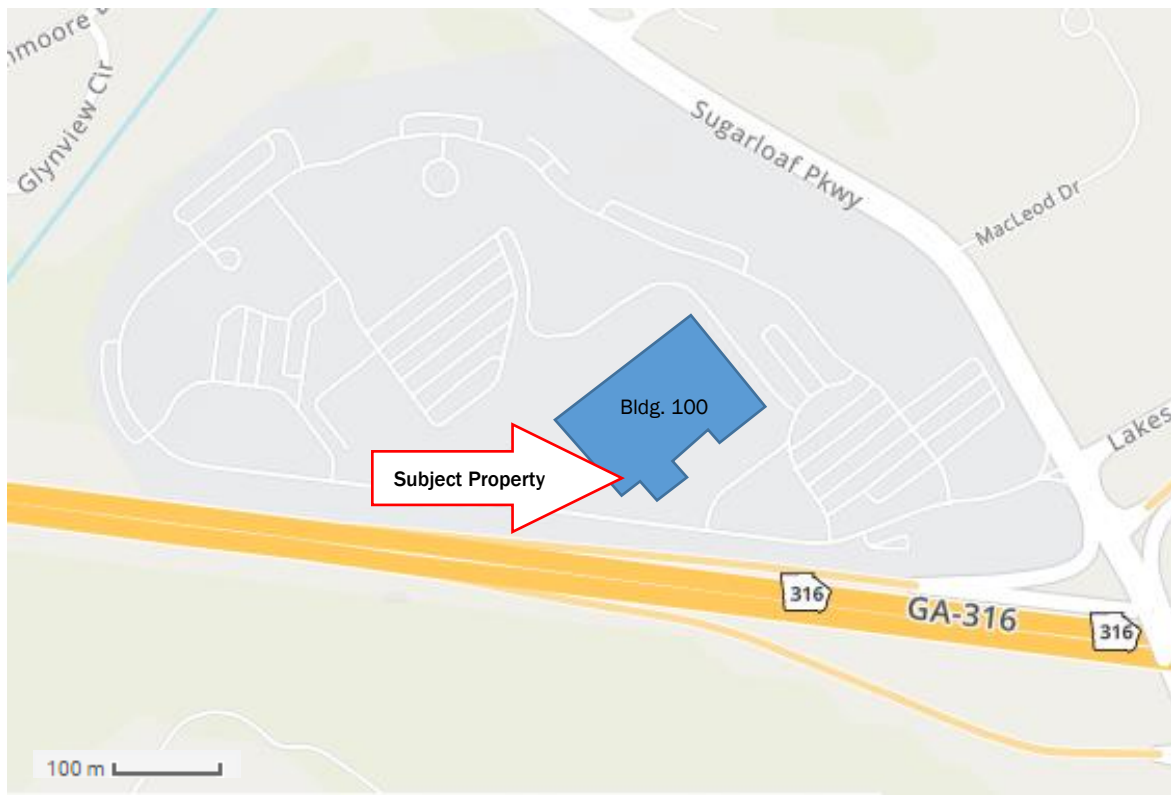 Glynview Cir
Sugarloaf Pkwy
MacLeod Dr
Bldg. 100
Lakes
Subject Property
316
GA-316
316
100 m